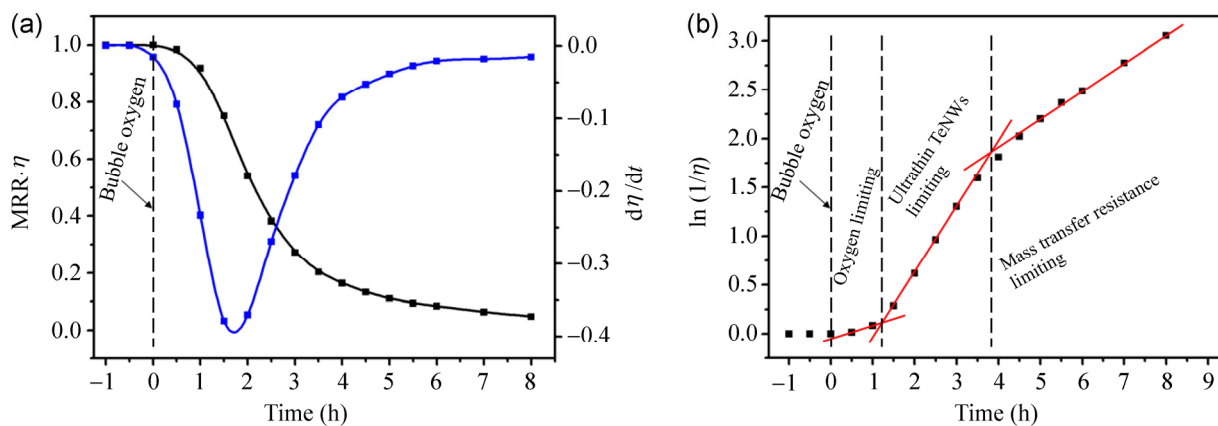 (a)
1.0
0.8
0.6
0.4
0.2
0.0
MRR·η
Bubble oxygen
0.0
−0.1
−0.2
−0.3
−0.4
dη/dt
−1 0 1 2 3 4 5 6 7 8
Time (h)
(b)
3.0
2.5
2.0
1.5
1.0
0.5
0.0
ln (1/η)
Bubble oxygen
Oxygen limiting
Ultrathin TeNWs
limiting
Mass transfer resistance
limiting
−1 0 1 2 3 4 5 6 7 8 9
Time (h)